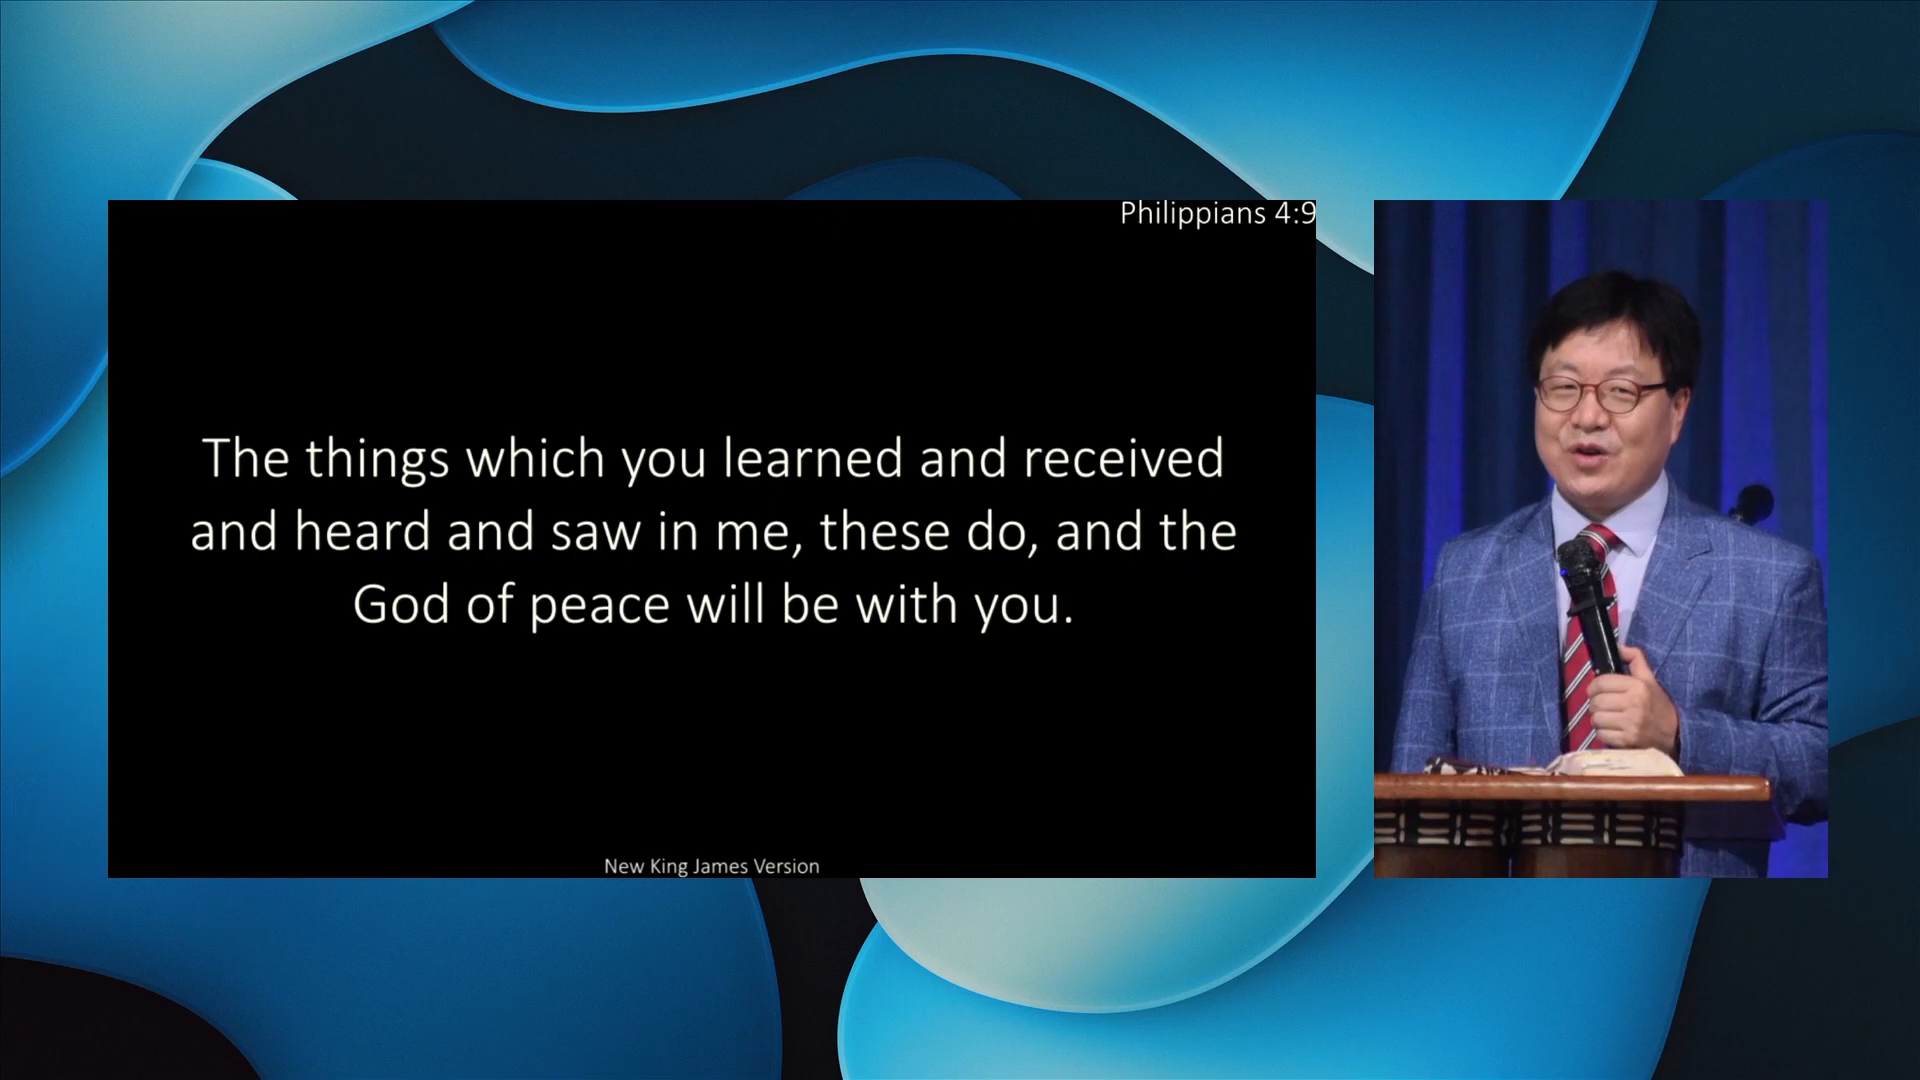 Philippians 4:9
The things which you learned and received
and heard and saw in me, these do, and the
God of peace will be with you.
New King James Version